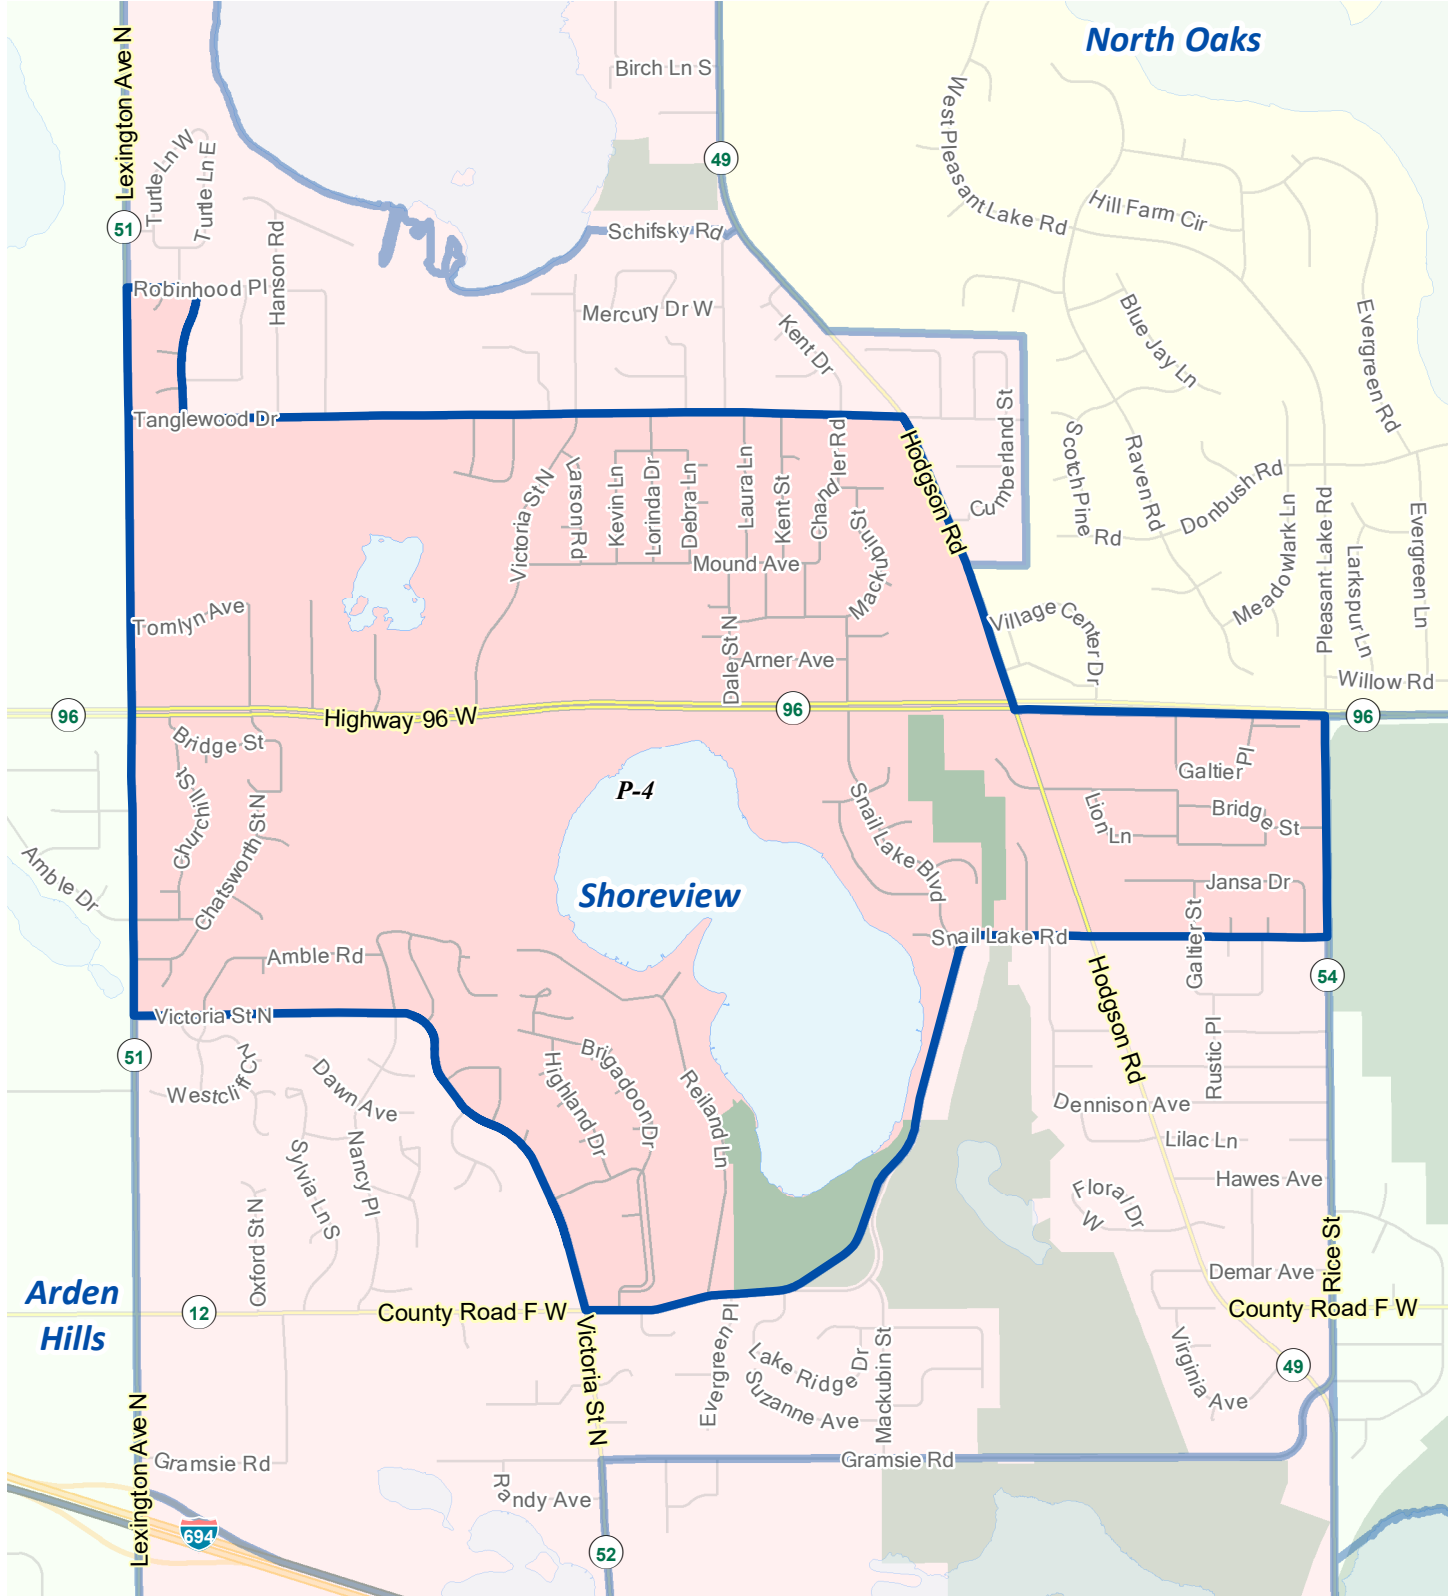 North Oaks
Birch Ln S
Lexington Ave N
49
West Pleasant Lake Rd
Turtle Ln W
Turtle Ln E
Hill Farm Cir
51
Schifsky Rd
Hanson Rd
Robinhood Pl
Mercury Dr W
Kent Dr
Blue Jay Ln
Evergreen Rd
Tanglewood Dr
Cumberland St
Hodgson Rd
Scotch Pine Rd
Raven Rd
Donbush Rd
Victoria St N
Larson Rd
Kevin Ln
Lorinda Dr
Debra Ln
Laura Ln
Kent St
Chandler Rd
Mackubin St
Meadowlark Ln
Pleasant Lake Rd
Larkspur Ln
Evergreen Ln
Mound Ave
Tomlyn Ave
Village Center Dr
Dale St N
Arner Ave
Willow Rd
96
Highway 96 W
96
96
Bridge St
Galtier Pl
P-4
Churchill St
Chatsworth St N
Snail Lake Blvd
Lion Ln
Bridge St
Amble Dr
Shoreview
Jansa Dr
Galtier St
Snail Lake Rd
Amble Rd
54
Victoria St N
Hodgson Rd
51
Westcliff Cr N
Dawn Ave
Highland Dr
Brigadoon Dr
Reiland Ln
Rustic Pl
Dennison Ave
Lilac Ln
Sylvia Ln S
Nancy Pl
Hawes Ave
Floral Dr W
Oxford St N
Rice St
Demar Ave
Arden
Hills
12
County Road F W
County Road F W
Victoria St N
Evergreen Pl
Lake Ridge Dr
Suzanne Ave
Mackubin St
Virginia Ave
49
Lexington Ave N
Gramsie Rd
Gramsie Rd
Randy Ave
694
52